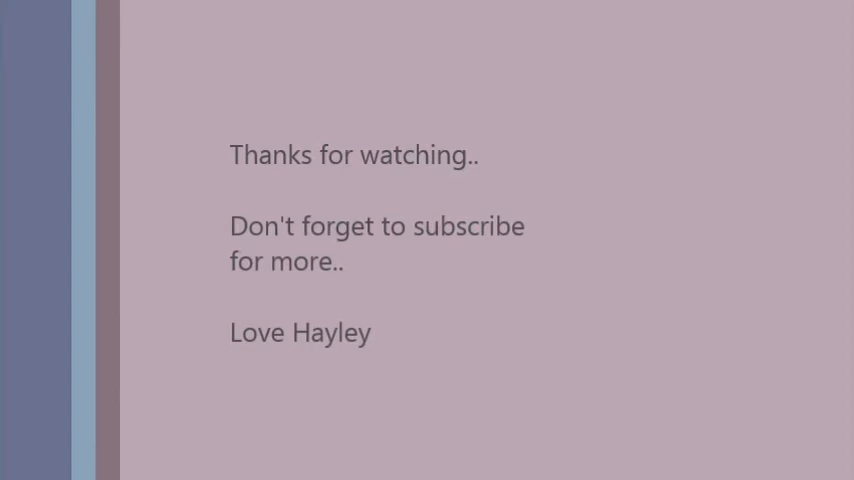 Thanks for watching..
Don't forget to subscribe
for more..
Love Hayley